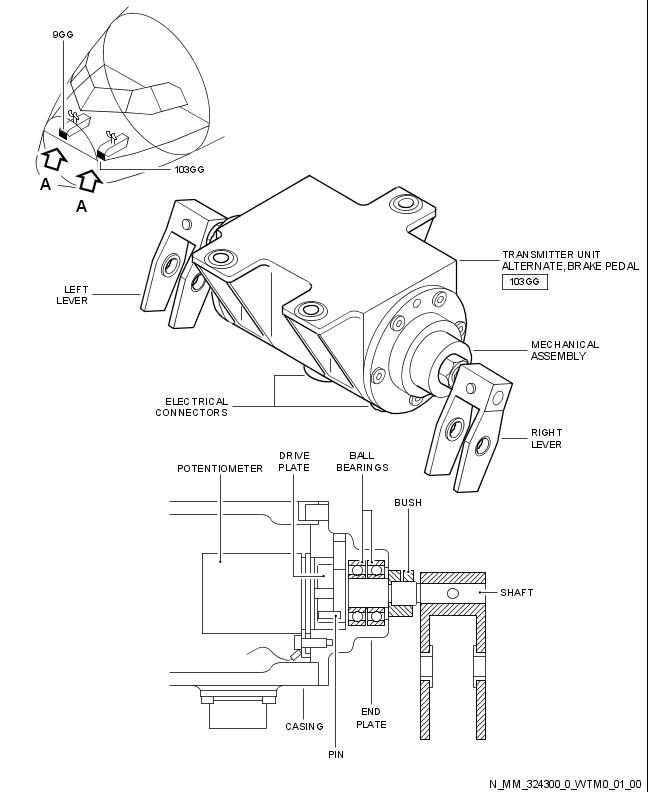 9GG
103GG
A
A
TRANSMITTER UNIT
ALTERNATE, BRAKE PEDAL
103GG
LEFT
LEVER
MECHANICAL
ASSEMBLY
ELECTRICAL
CONNECTORS
RIGHT
LEVER
POTENTIOMETER
DRIVE
PLATE
BALL
BEARINGS
BUSH
SHAFT
CASING
END
PLATE
PIN
N_MM_324300_0_WTM0_01_00